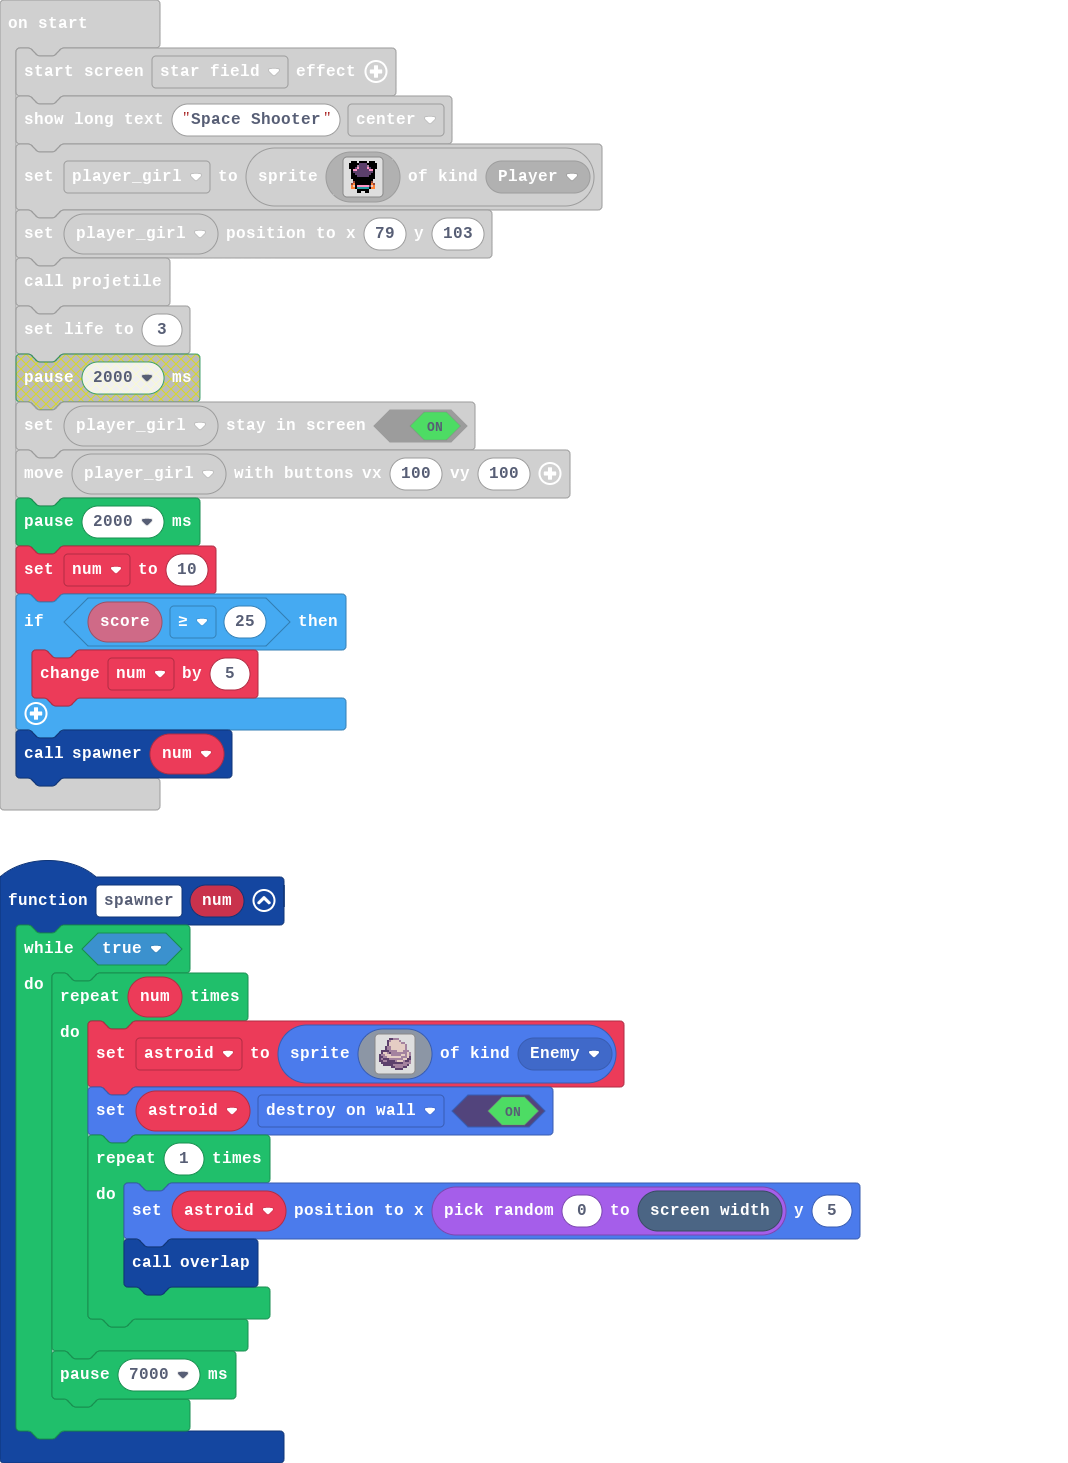 on start
start screen star field effect
show long text "Space Shooter" center
set player_girl to sprite of kind Player
set player_girl position to x 79 y 103
call projetile
set life to 3
pause 2000 ms
set player_girl stay in screen ON
move player_girl with buttons vx 100 vy 100
pause 2000 ms
set num to 10
if score ≥ 25 then
change num by 5
call spawner num
function spawner num
while true
do
repeat num times
do
set astroid to sprite of kind Enemy
set astroid destroy on wall ON
repeat 1 times
do
set astroid position to x pick random 0 to screen width y 5
call overlap
pause 7000 ms